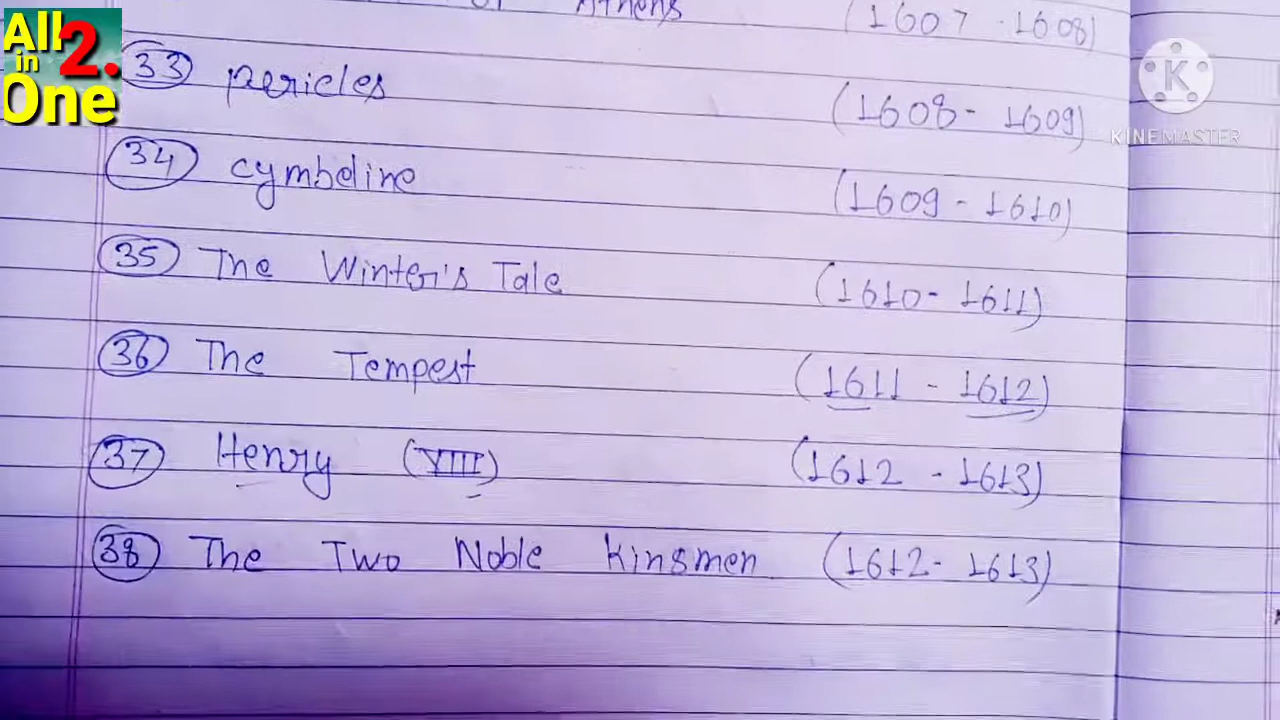 All 2.
in
One
Athens (1607 - 1608)
33 pericles (1608 - 1609)
34 cymbeline (1609 - 1610)
35 The Winter's Tale (1610 - 1611)
36 The Tempest (1611 - 1612)
37 Henry (VIII) (1612 - 1613)
38 The Two Noble Kinsmen (1612 - 1613)
K
KINEMASTER